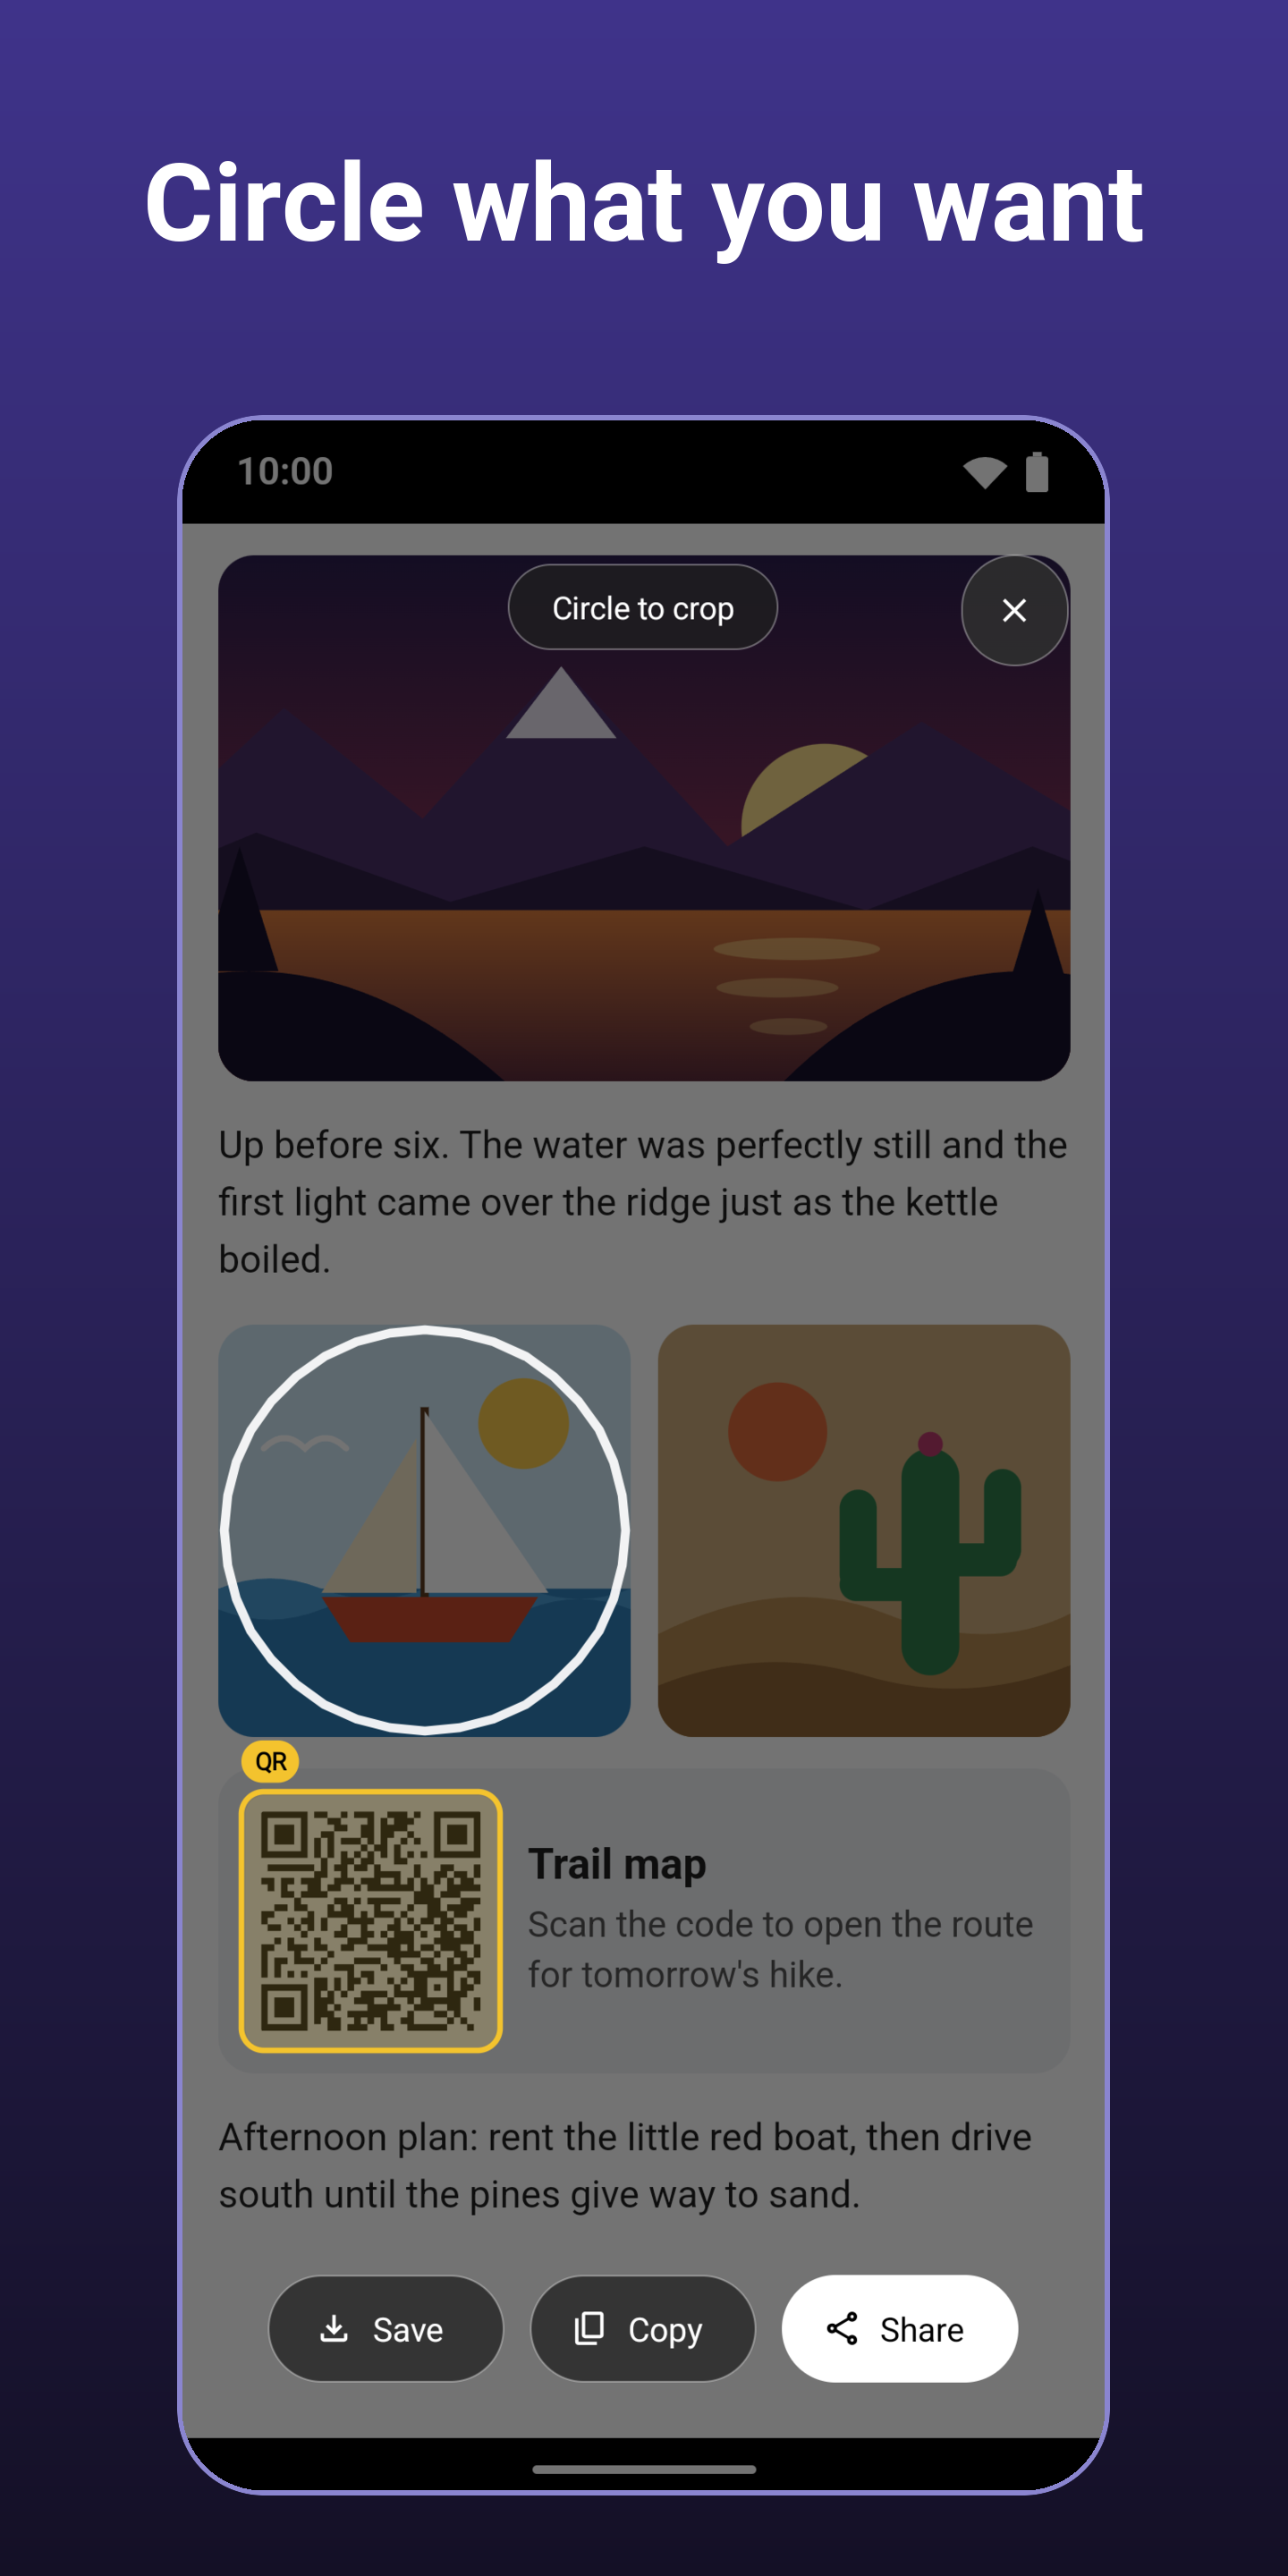 Circle what you want
10:00
Circle to crop
Up before six. The water was perfectly still and the
first light came over the ridge just as the kettle
boiled.
QR
Trail map
Scan the code to open the route
for tomorrow's hike.
Afternoon plan: rent the little red boat, then drive
south until the pines give way to sand.
Save
Copy
Share